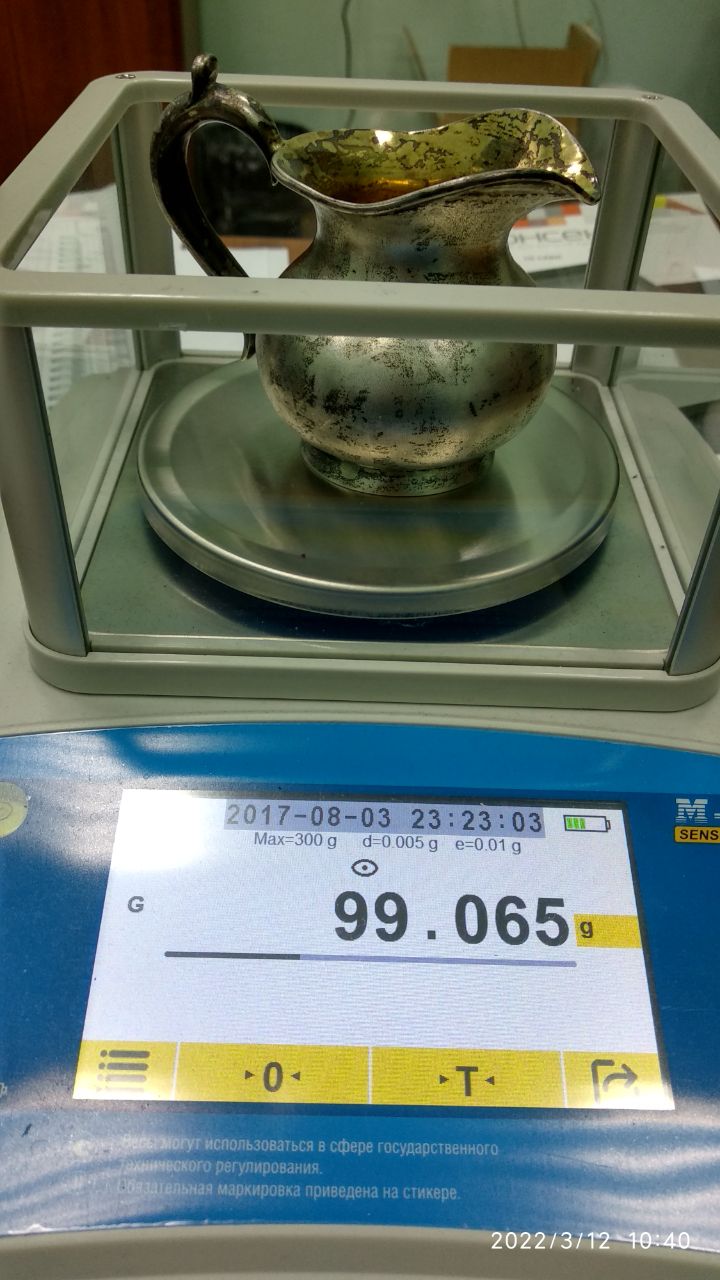 2017-08-03 23:23:03
Max=300 g d=0.005 g e=0.01 g
G 99.065 g
0 T
M
SENS
Весы могут использоваться в сфере государственного
технического регулирования.
Обязательная маркировка приведена на стикере.
2022/3/12 10:40